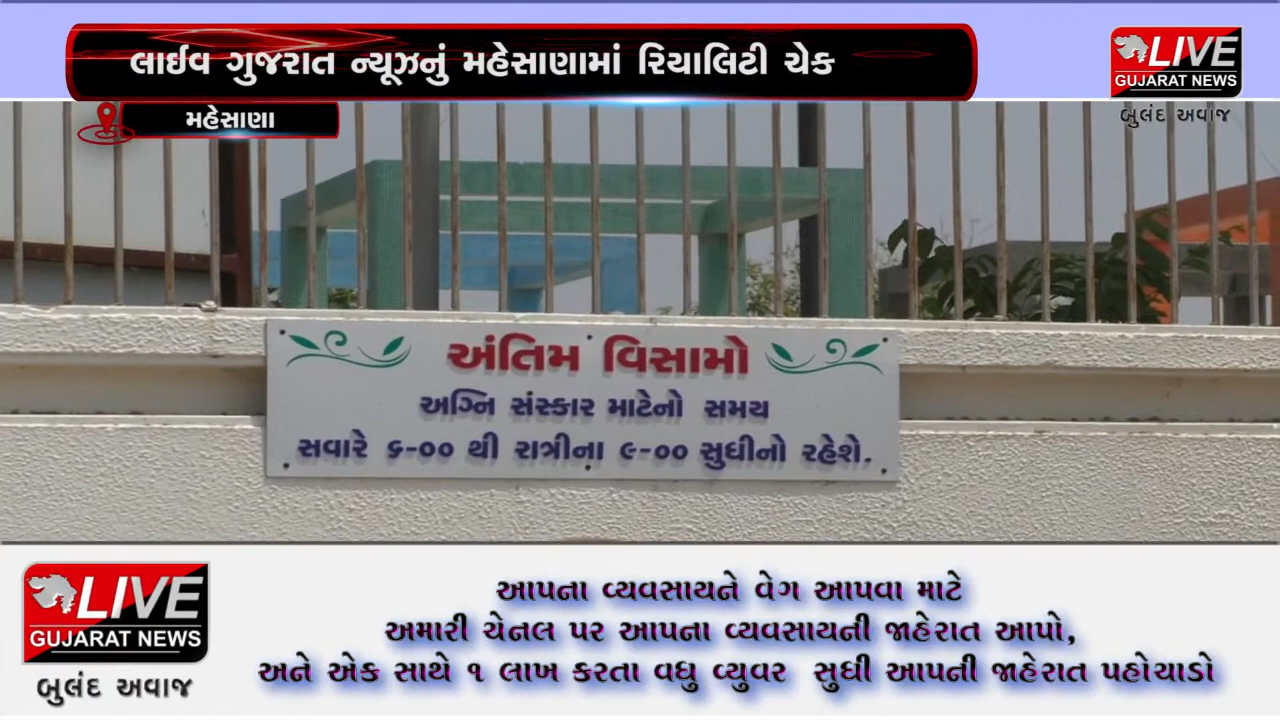 લાઈવ ગુજરાત ન્યૂઝનું મહેસાણામાં રિયાલિટી ચેક
LIVE
GUJARAT NEWS
બુલંદ અવાજ
મહેસાણા
અંતિમ વિસામો
અગ્નિ સંસ્કાર માટેનો સમય
સવારે ૬-૦૦ થી રાત્રીના ૯-૦૦ સુધીનો રહેશે.
LIVE
GUJARAT NEWS
બુલંદ અવાજ
આપના વ્યવસાયને વેગ આપવા માટે
અમારી ચેનલ પર આપના વ્યવસાયની જાહેરાત આપો,
અને એક સાથે ૧ લાખ કરતા વધુ વ્યુવર સુધી આપની જાહેરાત પહોચાડો